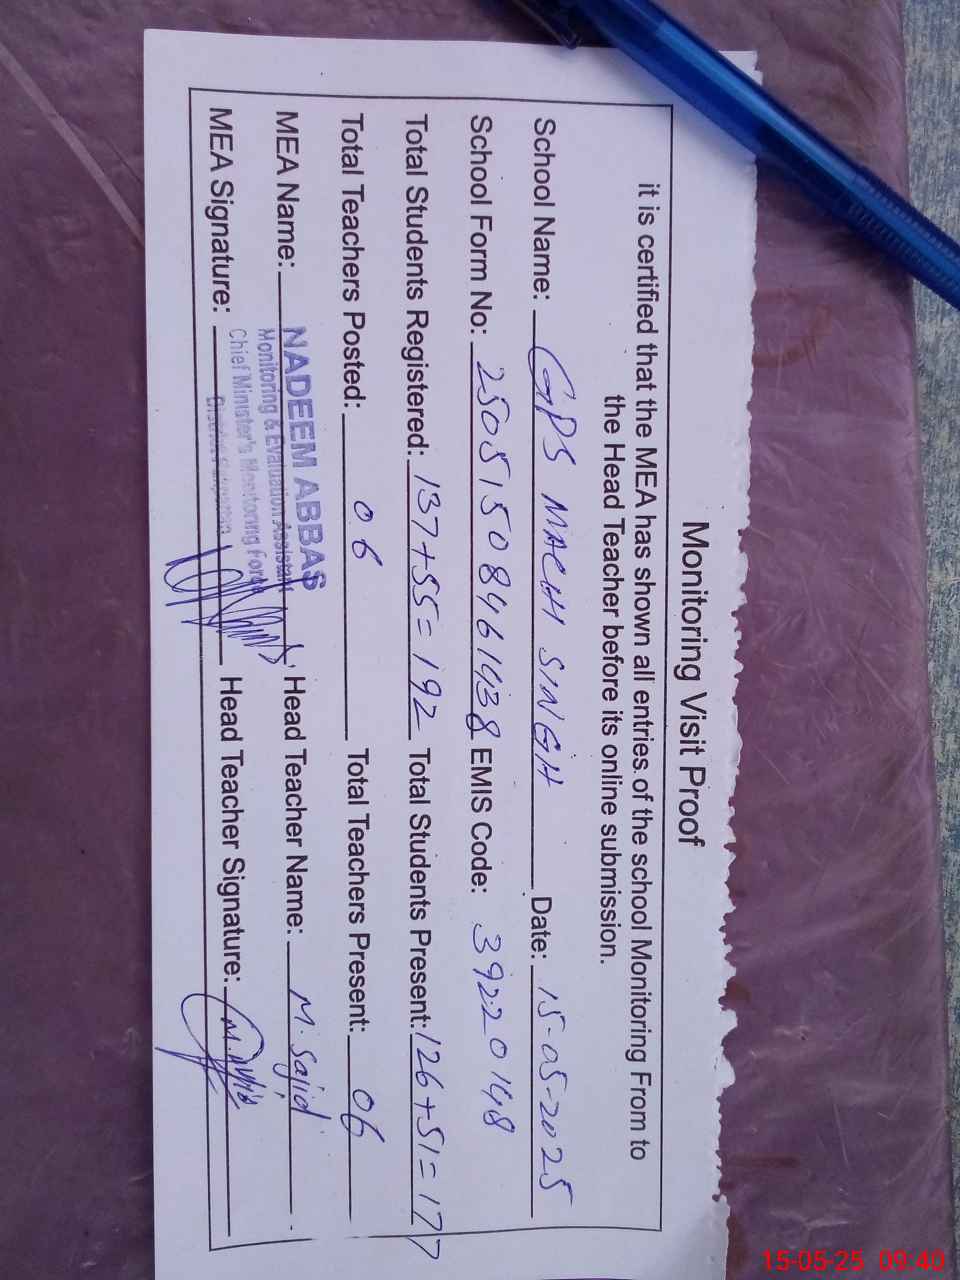 Monitoring Visit Proof
it is certified that the MEA has shown all entries of the school Monitoring From to
the Head Teacher before its online submission.
School Name: GPS MACHI SINGH Date: 15-05-2025
School Form No: 25051508461438 EMIS Code: 39220148
Total Students Registered: 137+55=192 Total Students Present: 126+51=177
Total Teachers Posted: 06 Total Teachers Present: 06
MEA Name: NADEEM ABBAS Head Teacher Name: M. Sajid
Monitoring & Evaluation Assistant
Chief Minister's Monitoring Force
MEA Signature: District Head Teacher Signature:
15-05-25 09:40